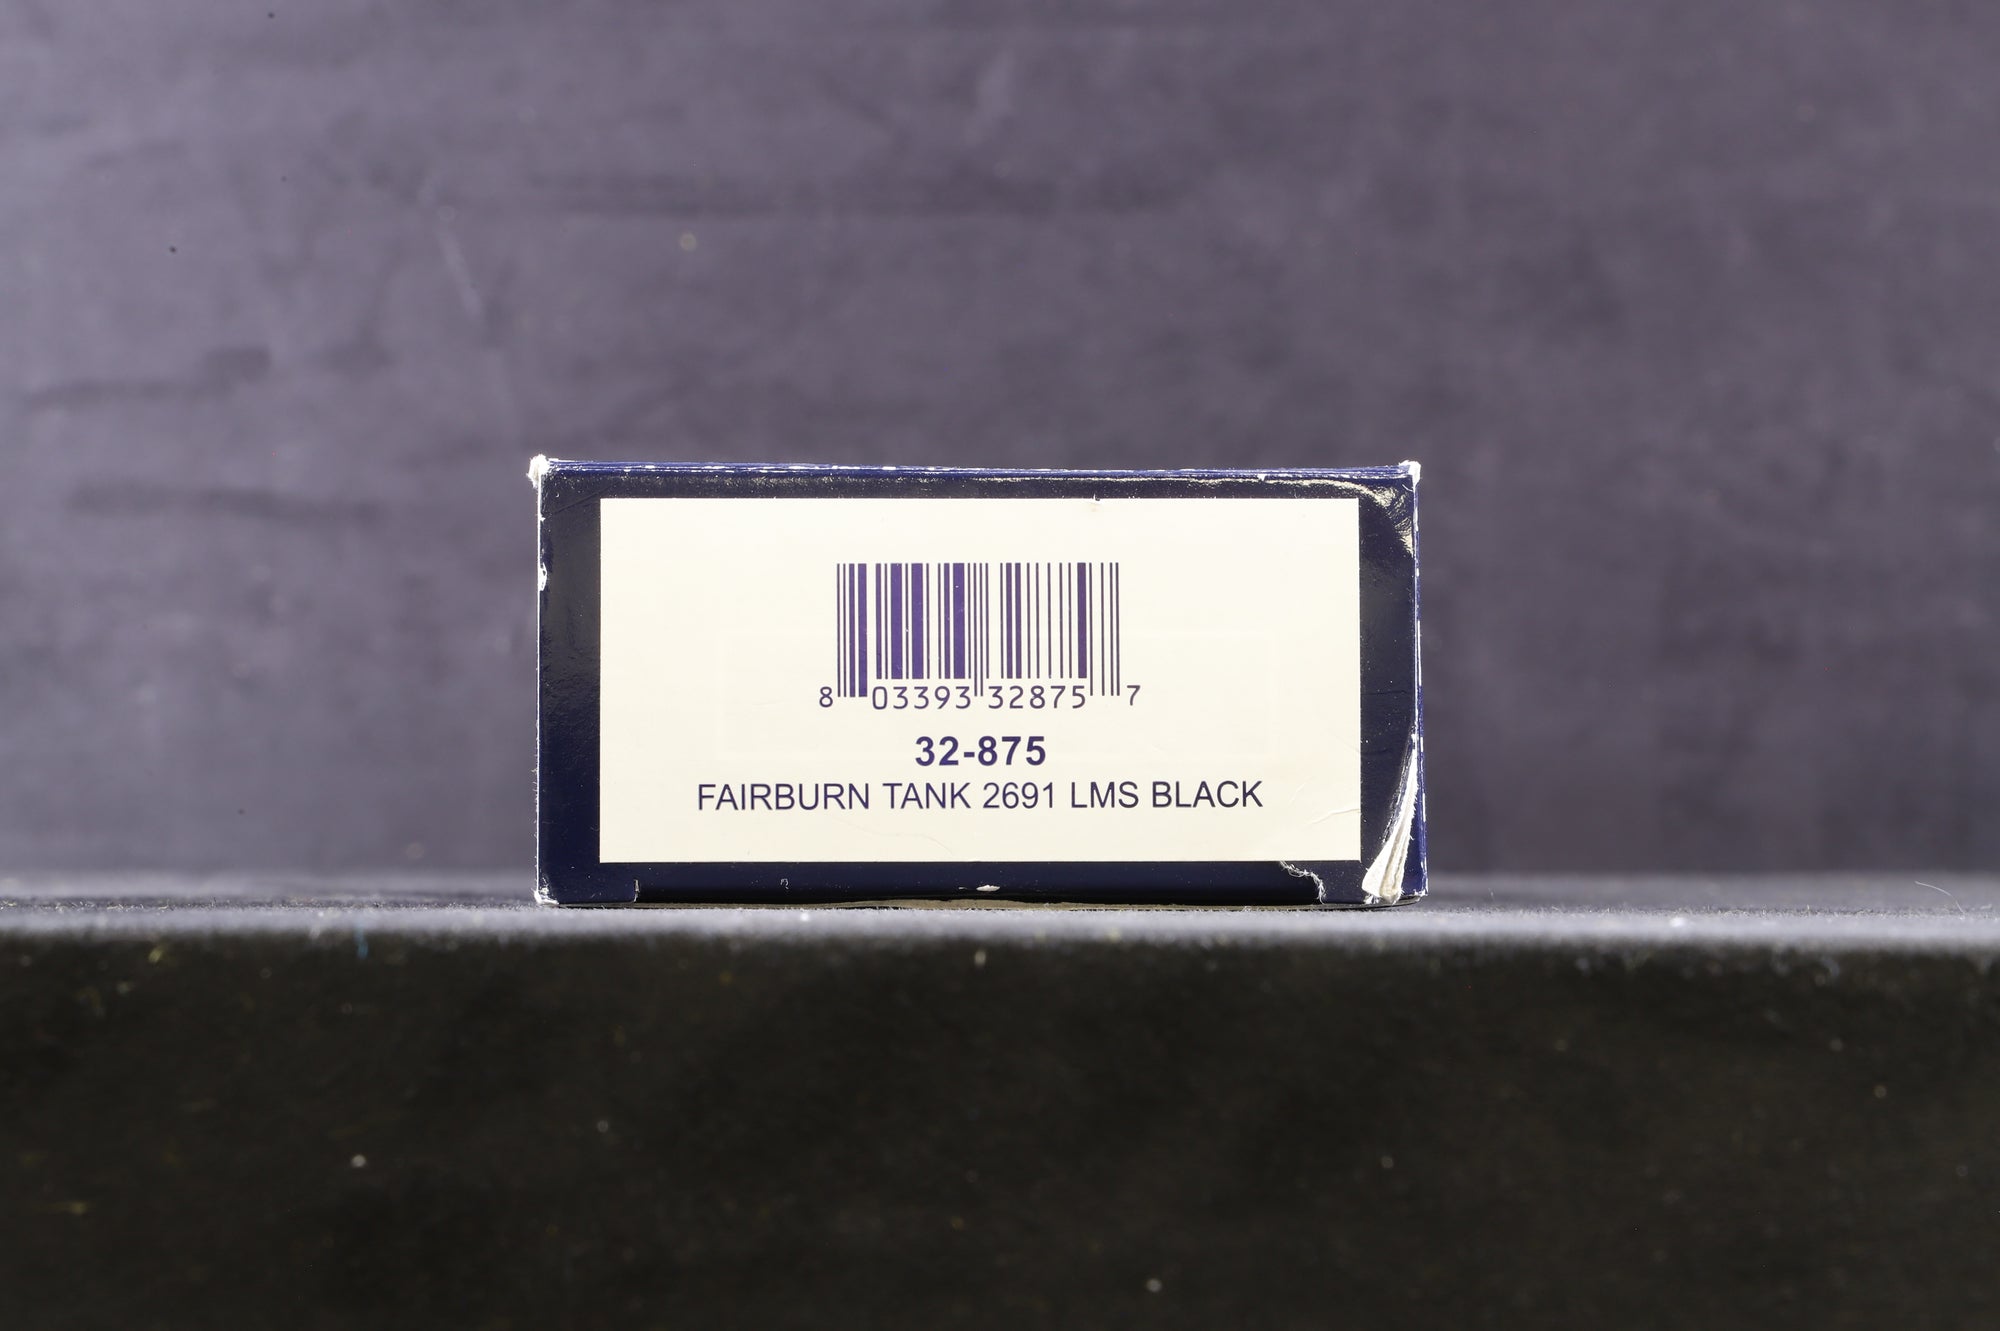 8 03393 32875 7
32-875
FAIRBURN TANK 2691 LMS BLACK